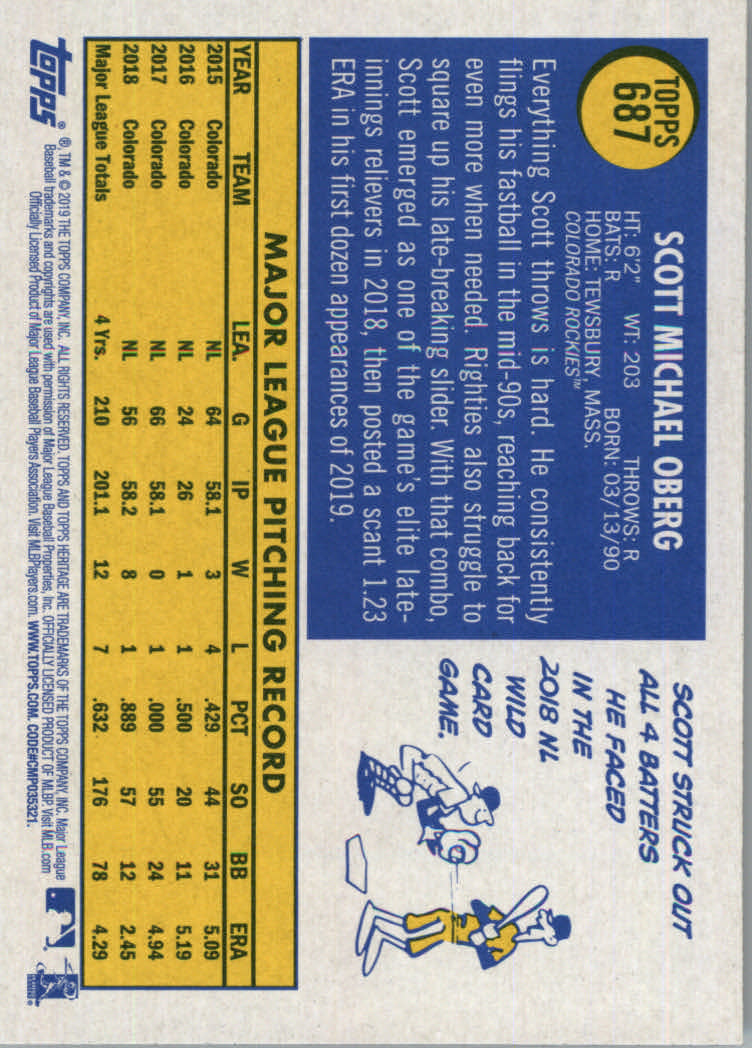 TOPPS
687
SCOTT MICHAEL OBERG
HT: 6'2" WT: 203 THROWS: R
BATS: R BORN: 03/13/90
HOME: TEWSBURY, MASS.
COLORADO ROCKIES™
Everything Scott throws is hard. He consistently
flings his fastball in the mid-90s, reaching back for
even more when needed. Righties also struggle to
square up his late-breaking slider. With that combo,
Scott emerged as one of the game's elite late-
innings relievers in 2018, then posted a scant 1.23
ERA in his first dozen appearances of 2019.
SCOTT STRUCK OUT
ALL 4 BATTERS
HE FACED
IN THE
2018 NL
WILD
CARD
GAME.
MAJOR LEAGUE PITCHING RECORD
YEAR TEAM LEA. G IP W L PCT SO BB ERA
2015 Colorado NL 64 58.1 3 4 .429 44 31 5.09
2016 Colorado NL 24 26 1 1 .500 20 11 5.19
2017 Colorado NL 66 58.1 0 1 .000 55 24 4.94
2018 Colorado NL 56 58.2 8 1 .889 57 12 2.45
Major League Totals 4 Yrs. 210 201.1 12 7 .632 176 78 4.29
topps®
®, TM & © 2019 THE TOPPS COMPANY, INC. ALL RIGHTS RESERVED. TOPPS AND TOPPS HERITAGE ARE TRADEMARKS OF THE TOPPS COMPANY, INC. Major League
Baseball trademarks and copyrights are used with permission of Major League Baseball Properties, Inc. OFFICIALLY LICENSED PRODUCT OF MLBP. Visit MLB.com
Officially Licensed Product of Major League Baseball Players Association. Visit MLBPlayers.com. WWW.TOPPS.COM. CODE#CMP035321.